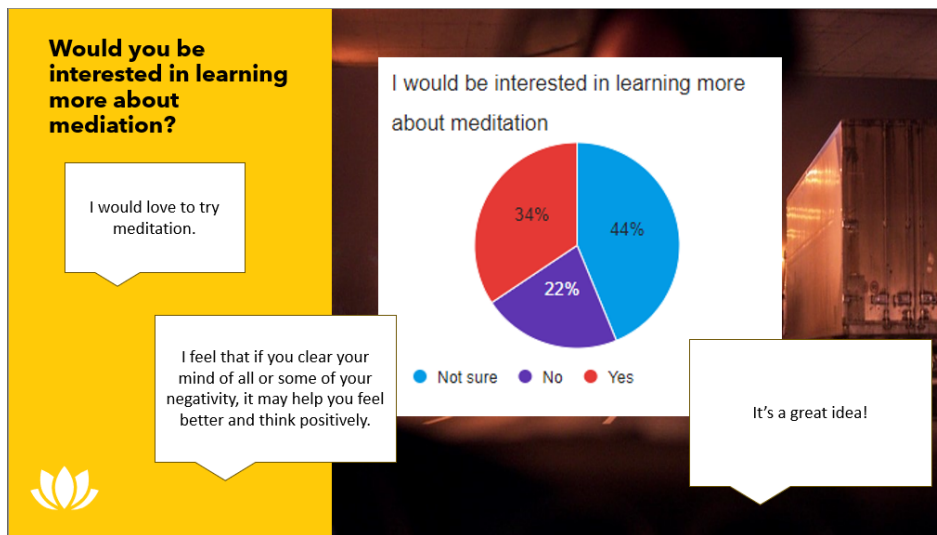 Would you be
interested in learning
more about
mediation?
I would love to try
meditation.
I feel that if you clear your
mind of all or some of your
negativity, it may help you feel
better and think positively.
I would be interested in learning more
about meditation
34%
44%
22%
Not sure
No
Yes
It's a great idea!